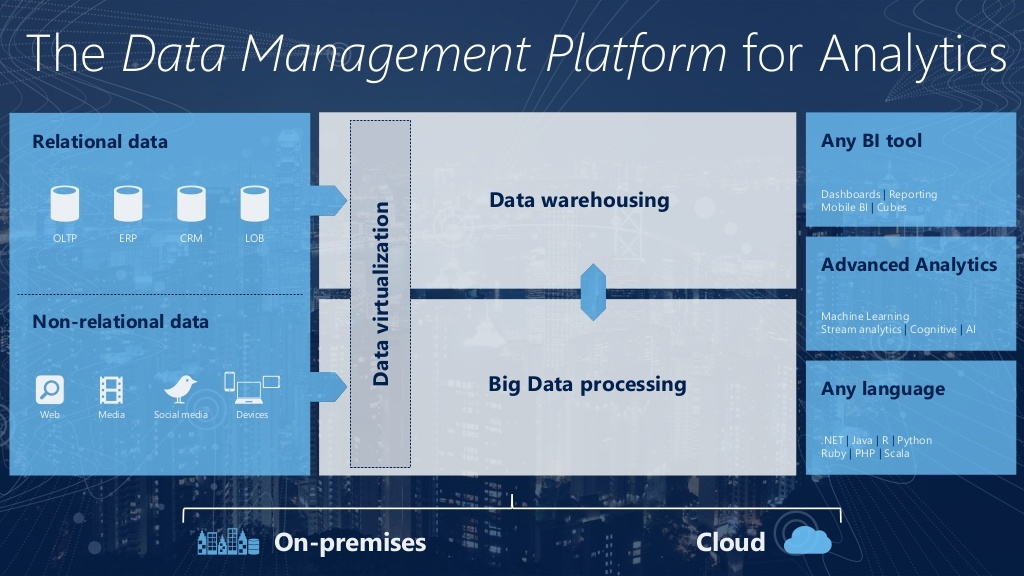 The Data Management Platform for Analytics
Relational data
OLTP
ERP
CRM
LOB
Non-relational data
Web
Media
Social media
Devices
Data virtualization
Data warehousing
Big Data processing
Any BI tool
Dashboards | Reporting
Mobile BI | Cubes
Advanced Analytics
Machine Learning
Stream analytics | Cognitive | AI
Any language
.NET | Java | R | Python
Ruby | PHP | Scala
On-premises
Cloud